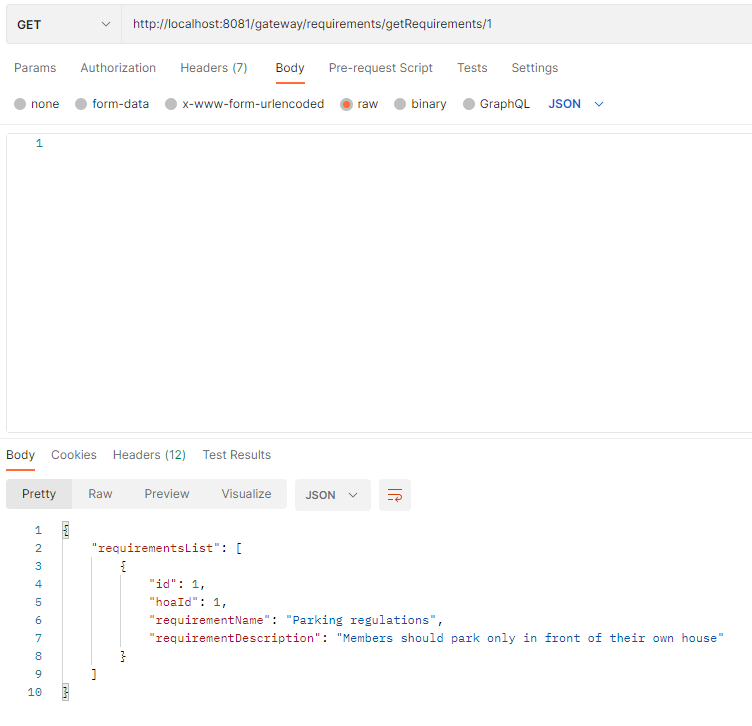 GET http://localhost:8081/gateway/requirements/getRequirements/1
Params Authorization Headers (7) Body Pre-request Script Tests Settings
none form-data x-www-form-urlencoded raw binary GraphQL JSON
1
Body Cookies Headers (12) Test Results
Pretty Raw Preview Visualize JSON
1 {
2 "requirementsList": [
3 {
4 "id": 1,
5 "hoaId": 1,
6 "requirementName": "Parking regulations",
7 "requirementDescription": "Members should park only in front of their own house"
8 }
9 ]
10 }